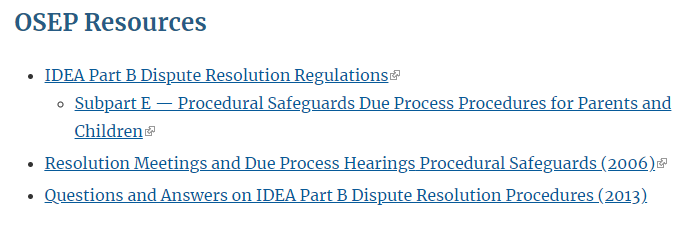 OSEP Resources
IDEA Part B Dispute Resolution Regulations
Subpart E — Procedural Safeguards Due Process Procedures for Parents and
Children
Resolution Meetings and Due Process Hearings Procedural Safeguards (2006)
Questions and Answers on IDEA Part B Dispute Resolution Procedures (2013)